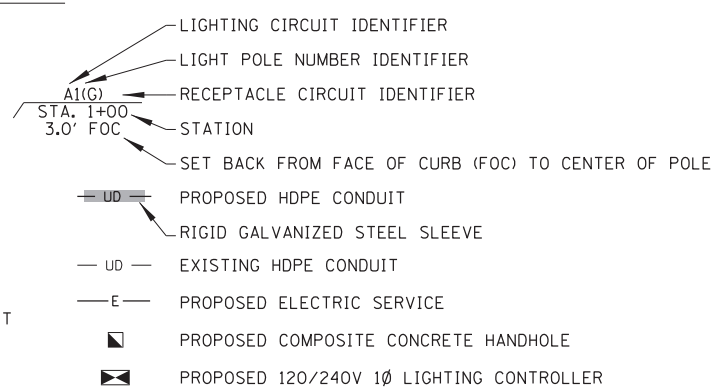 LIGHTING CIRCUIT IDENTIFIER
LIGHT POLE NUMBER IDENTIFIER
A1(G) RECEPTACLE CIRCUIT IDENTIFIER
STA. 1+00
3.0' FOC STATION
SET BACK FROM FACE OF CURB (FOC) TO CENTER OF POLE
UD PROPOSED HDPE CONDUIT
RIGID GALVANIZED STEEL SLEEVE
UD EXISTING HDPE CONDUIT
E PROPOSED ELECTRIC SERVICE
T
PROPOSED COMPOSITE CONCRETE HANDHOLE
PROPOSED 120/240V 1Ø LIGHTING CONTROLLER